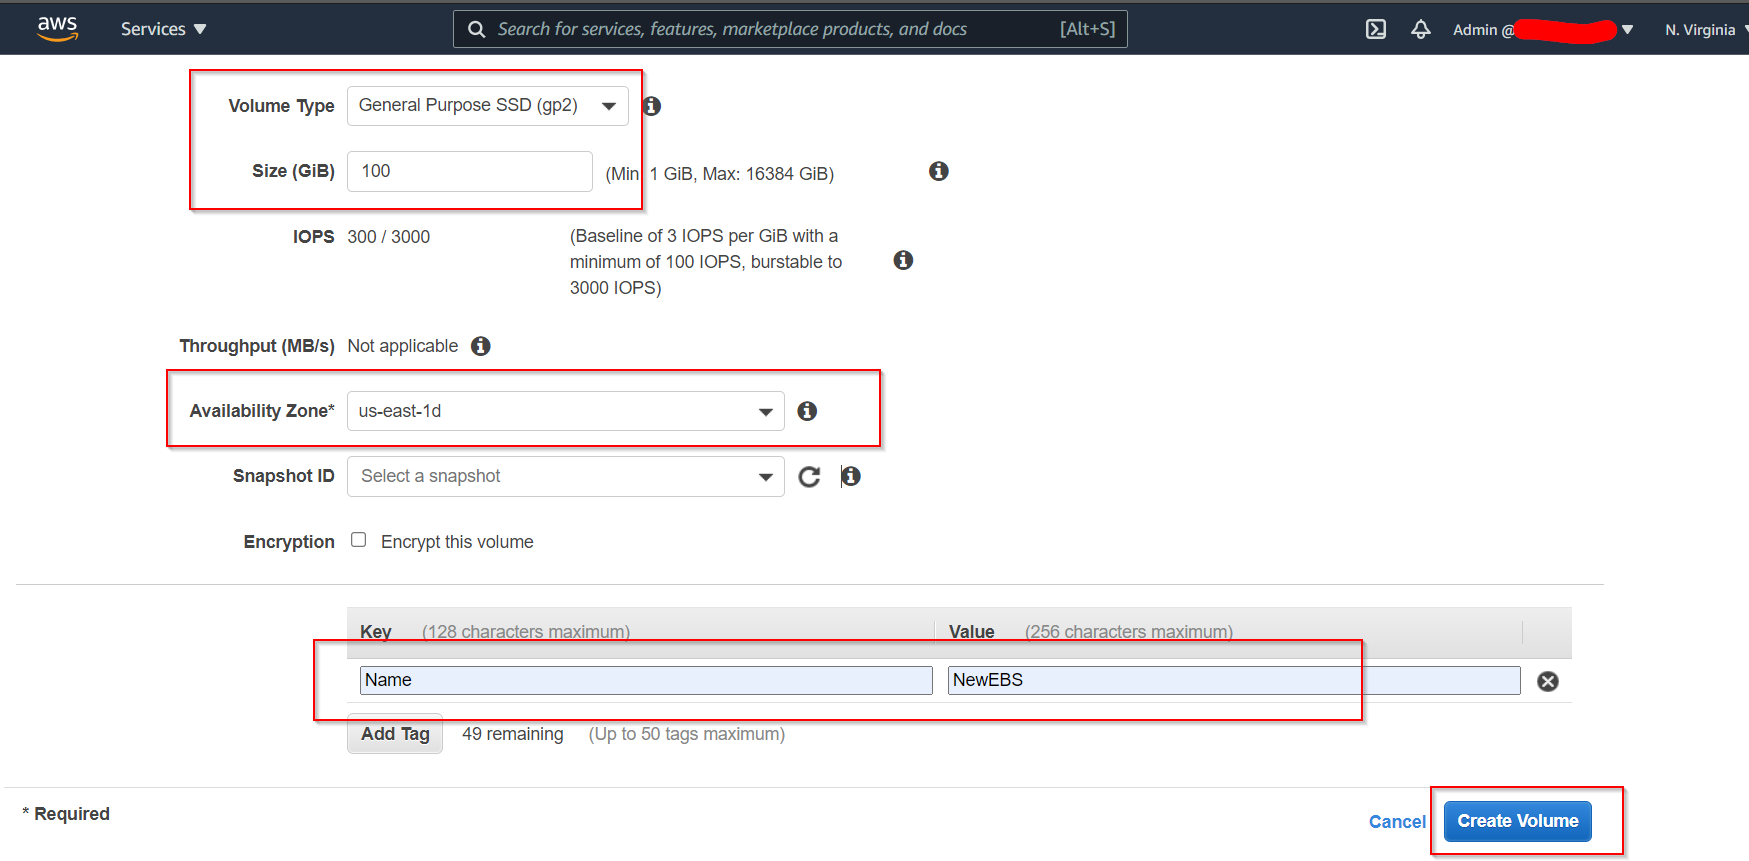 aws Services Search for services, features, marketplace products, and docs [Alt+S] Admin @ N. Virginia
Volume Type General Purpose SSD (gp2)
Size (GiB) 100 (Min: 1 GiB, Max: 16384 GiB)
IOPS 300 / 3000 (Baseline of 3 IOPS per GiB with a
minimum of 100 IOPS, burstable to
3000 IOPS)
Throughput (MB/s) Not applicable
Availability Zone* us-east-1d
Snapshot ID Select a snapshot
Encryption Encrypt this volume
Key (128 characters maximum) Value (256 characters maximum)
Name NewEBS
Add Tag 49 remaining (Up to 50 tags maximum)
* Required
Cancel Create Volume